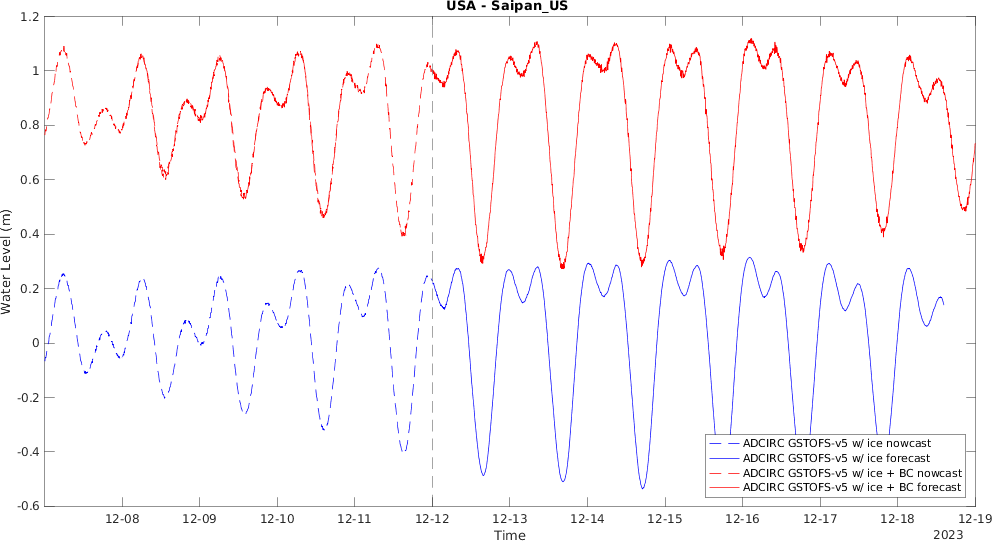 USA - Saipan_US
1.2
1
0.8
0.6
0.4
0.2
0
-0.2
-0.4
-0.6
Water Level (m)
ADCIRC GSTOFS-v5 w/ ice nowcast
ADCIRC GSTOFS-v5 w/ ice forecast
ADCIRC GSTOFS-v5 w/ ice + BC nowcast
ADCIRC GSTOFS-v5 w/ ice + BC forecast
12-08 12-09 12-10 12-11 12-12 12-13 12-14 12-15 12-16 12-17 12-18 12-19
Time
2023